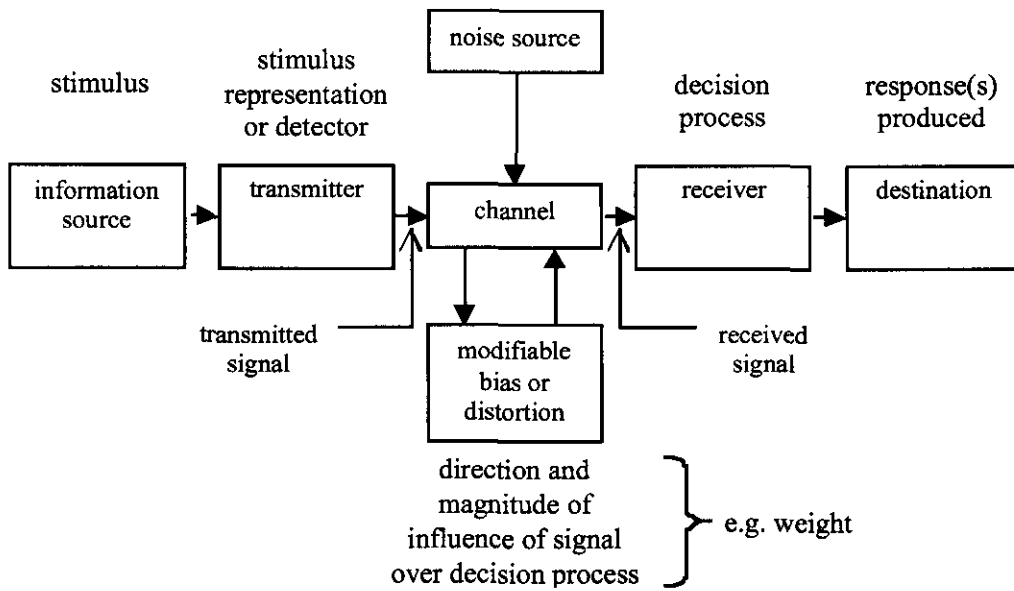 noise source
stimulus
stimulus
representation
or detector
decision
process
response(s)
produced
information
source
transmitter
channel
receiver
destination
transmitted
signal
modifiable
bias or
distortion
received
signal
direction and
magnitude of
influence of signal
over decision process
e.g. weight